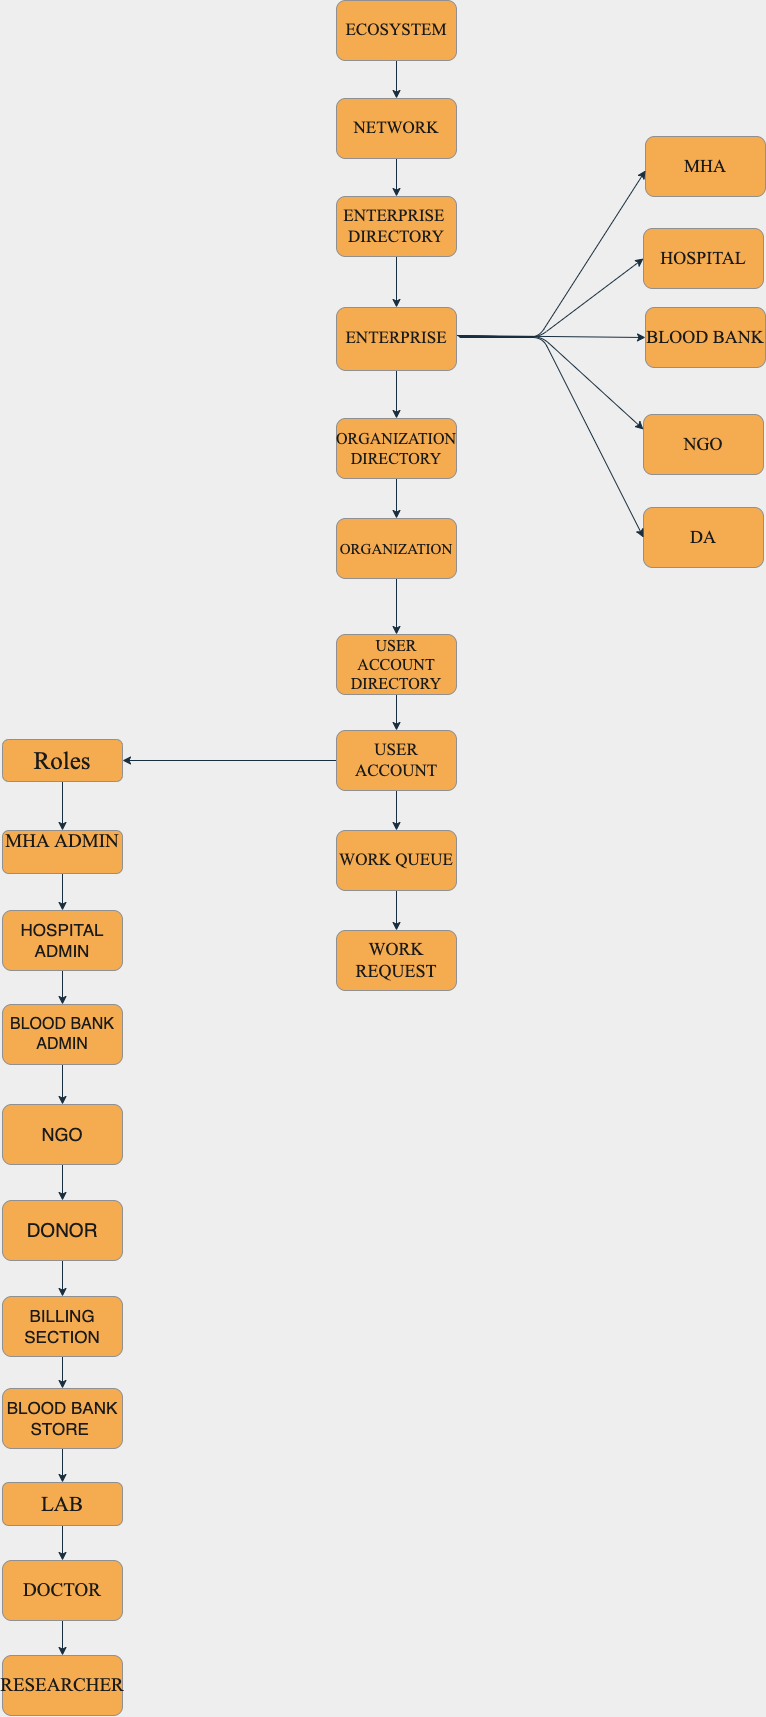 ECOSYSTEM
NETWORK
ENTERPRISE
DIRECTORY
ENTERPRISE
MHA
HOSPITAL
BLOOD BANK
NGO
DA
ORGANIZATION
DIRECTORY
ORGANIZATION
USER
ACCOUNT
DIRECTORY
USER
ACCOUNT
WORK QUEUE
WORK
REQUEST
Roles
MHA ADMIN
HOSPITAL
ADMIN
BLOOD BANK
ADMIN
NGO
DONOR
BILLING
SECTION
BLOOD BANK
STORE
LAB
DOCTOR
RESEARCHER